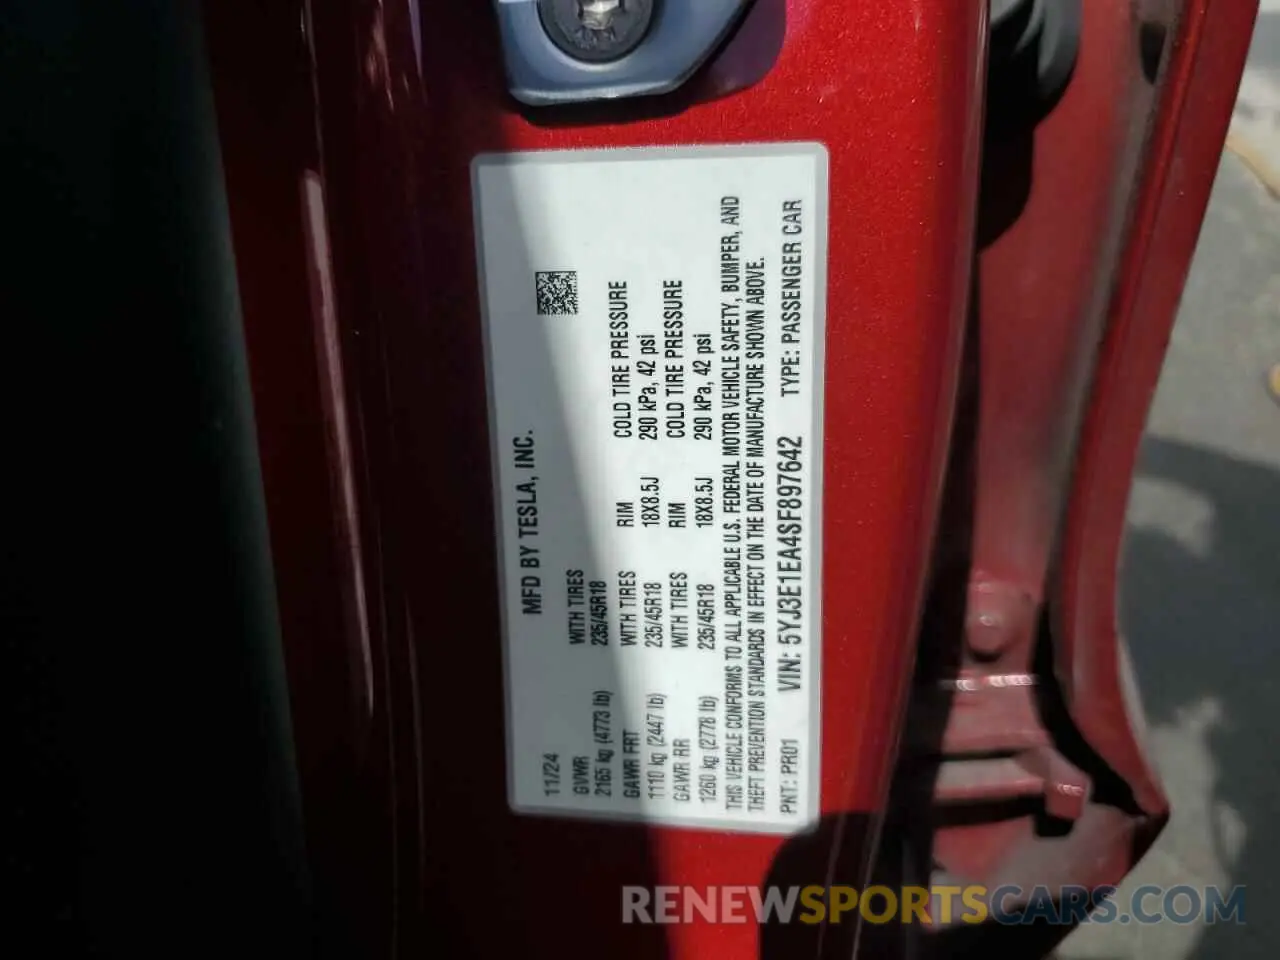 MFD BY TESLA, INC.
11/24
GVWR WITH TIRES
2165 kg (4773 lb) 235/45R18
GAWR FRT WITH TIRES RIM COLD TIRE PRESSURE
1110 kg (2447 lb) 235/45R18 18X8.5J 290 kPa, 42 psi
GAWR RR WITH TIRES RIM COLD TIRE PRESSURE
1260 kg (2778 lb) 235/45R18 18X8.5J 290 kPa, 42 psi
THIS VEHICLE CONFORMS TO ALL APPLICABLE U.S. FEDERAL MOTOR VEHICLE SAFETY, BUMPER, AND
THEFT PREVENTION STANDARDS IN EFFECT ON THE DATE OF MANUFACTURE SHOWN ABOVE.
PNT: PR01 VIN: 5YJ3E1EA4SF897642 TYPE: PASSENGER CAR
RENEWSPORTSCARS.COM